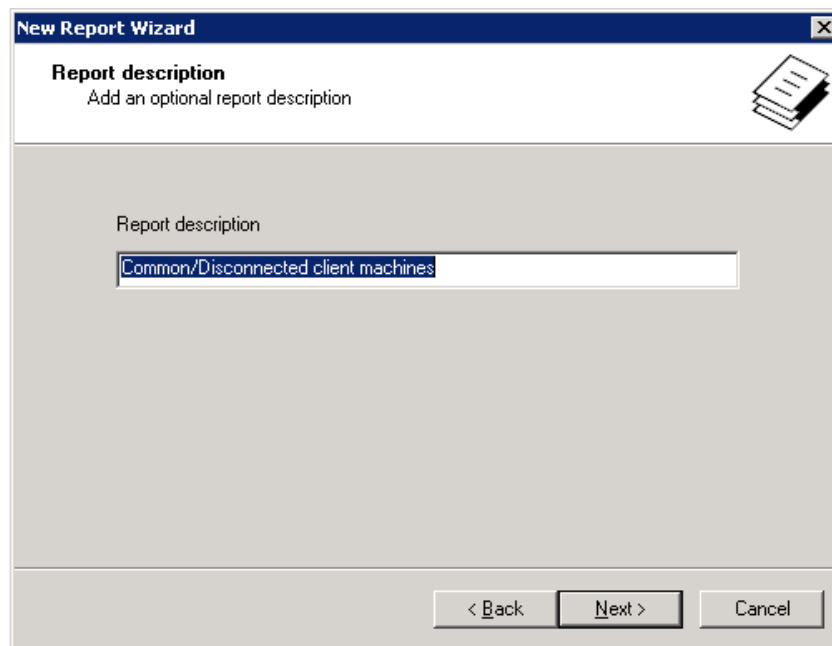 New Report Wizard
Report description
Add an optional report description
Report description
Common/Disconnected client machines
< Back Next > Cancel